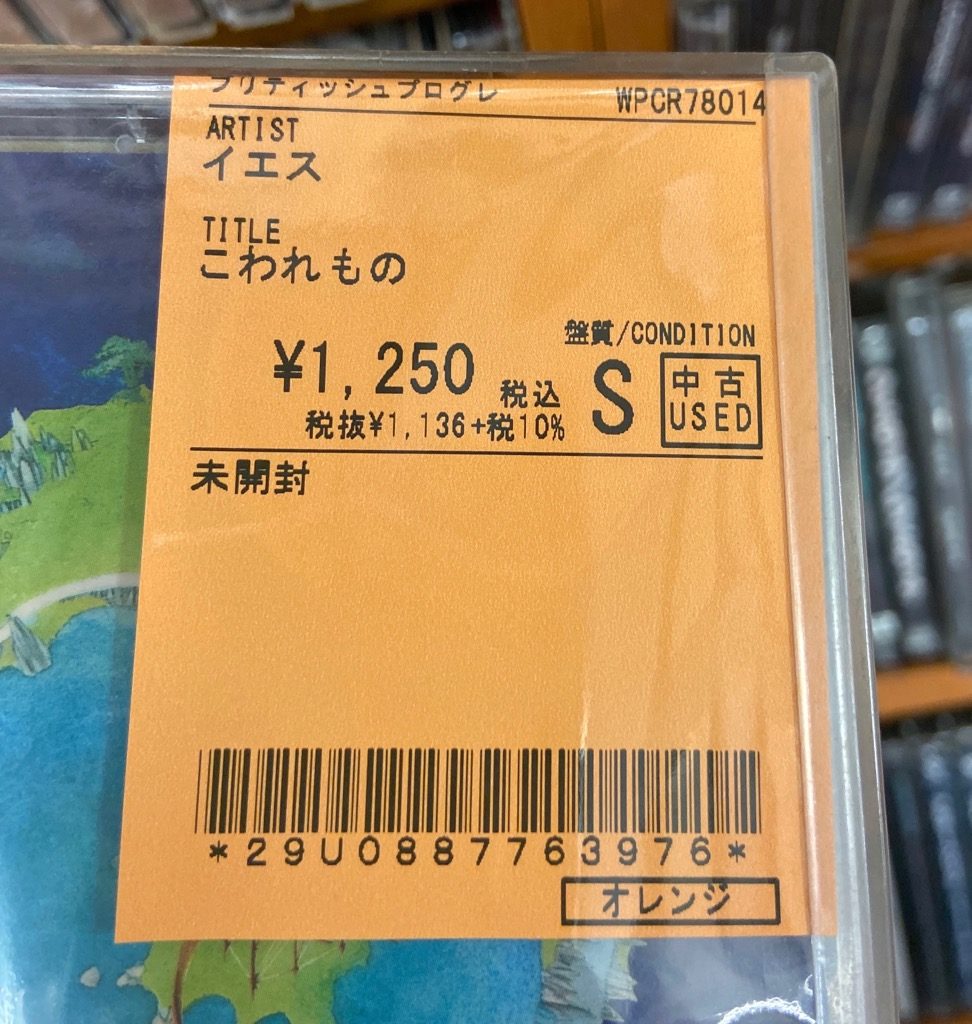 ブリティッシュプログレ WPCR78014
ARTIST
イエス
TITLE
こわれもの
盤質/CONDITION
¥1,250 税込 S 中古 USED
税抜¥1,136+税10%
未開封
*29U0887763976*
オレンジ